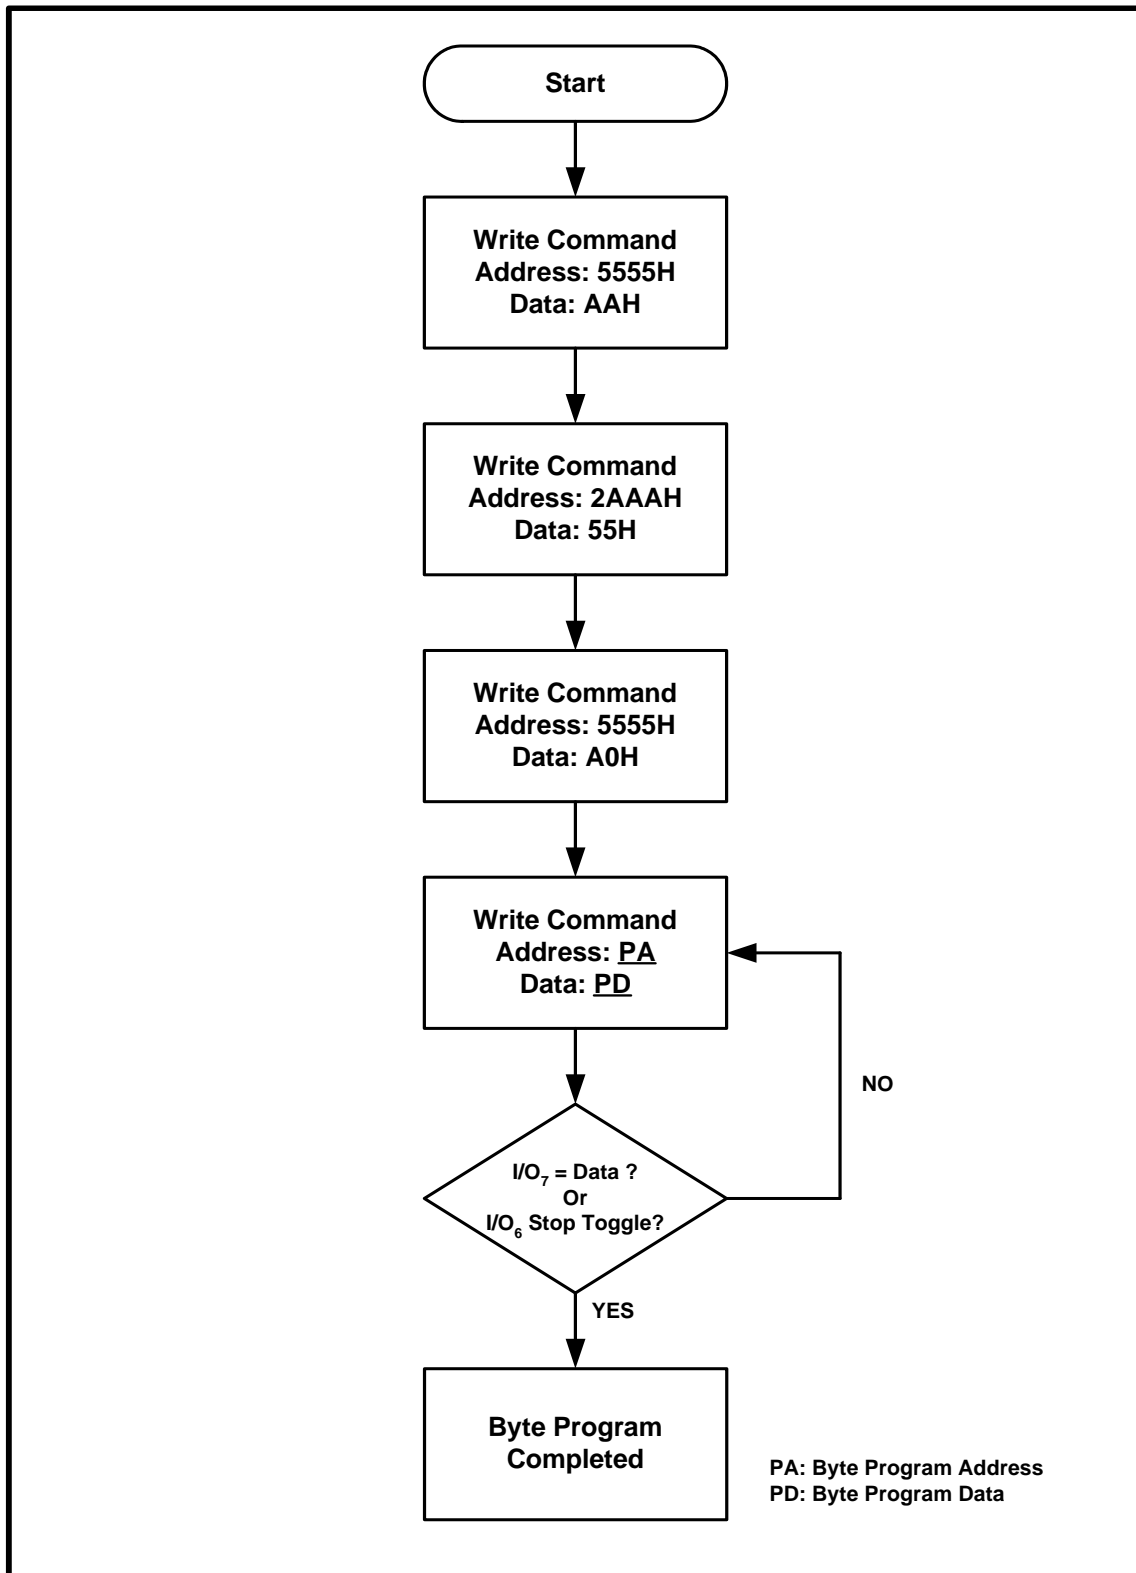 Start
Write Command
Address: 5555H
Data: AAH
Write Command
Address: 2AAAH
Data: 55H
Write Command
Address: 5555H
Data: A0H
Write Command
Address: PA
Data: PD
NO
I/O7 = Data ?
Or
I/O6 Stop Toggle?
YES
Byte Program
Completed
PA: Byte Program Address
PD: Byte Program Data